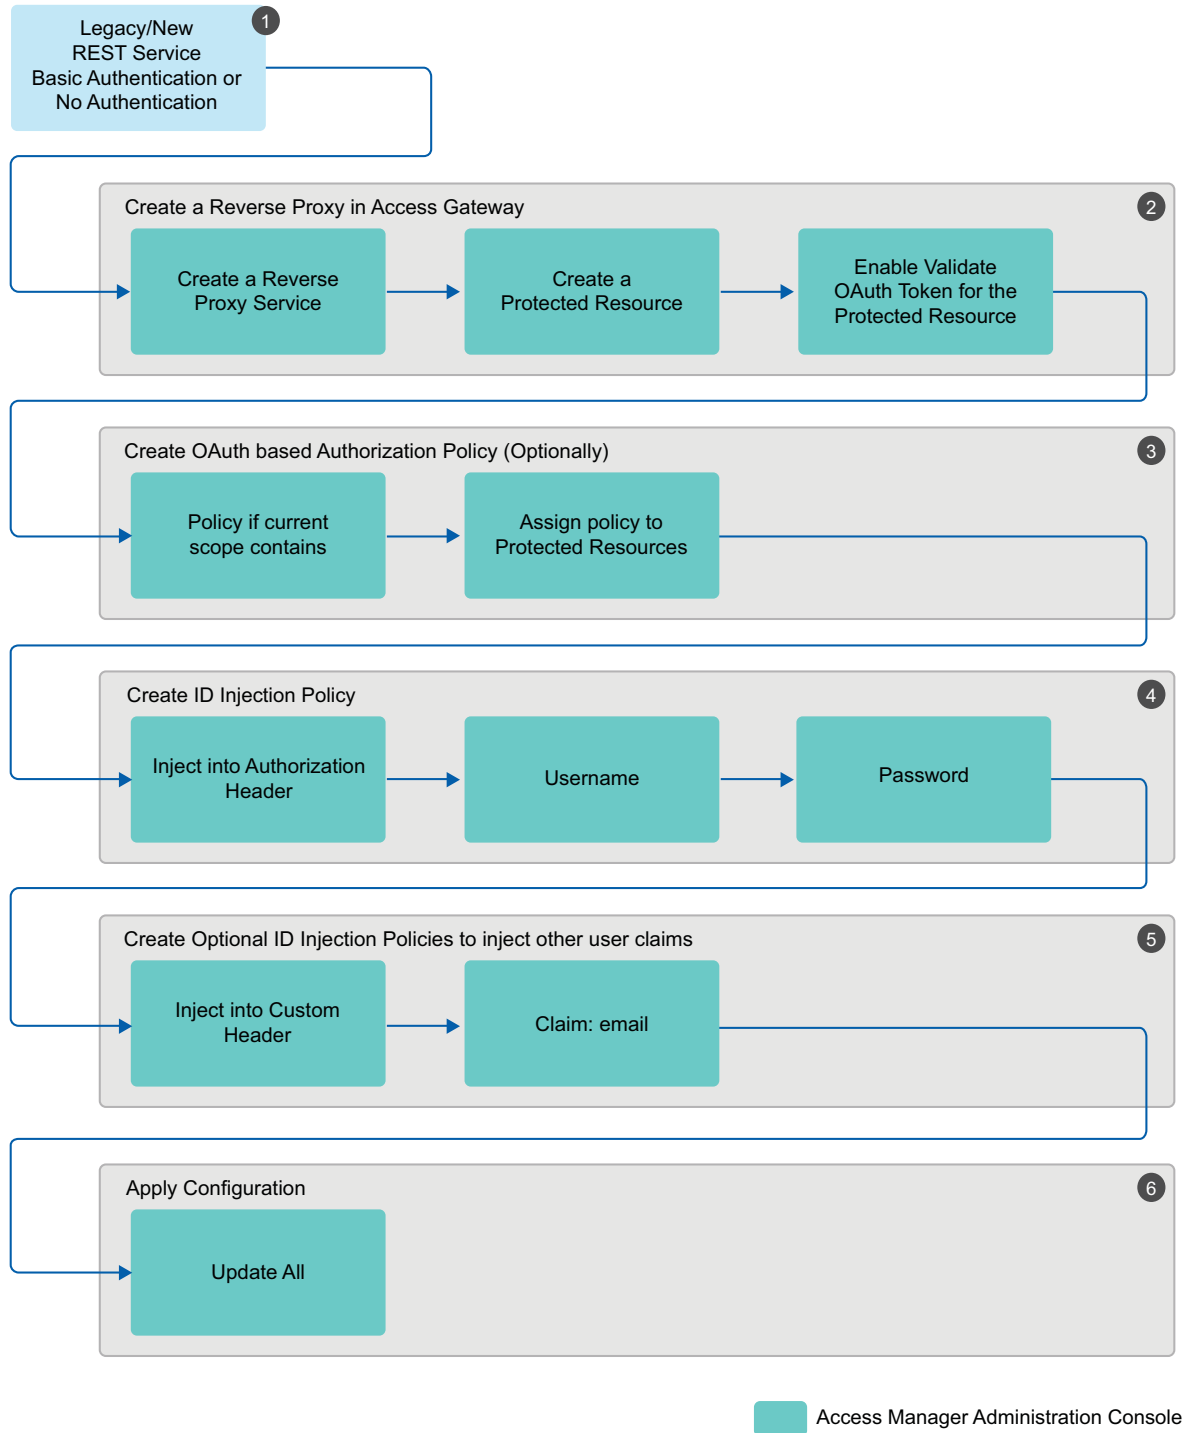 Legacy/New
REST Service
Basic Authentication or
No Authentication
1
Create a Reverse Proxy in Access Gateway
2
Create a Reverse
Proxy Service
Create a
Protected Resource
Enable Validate
OAuth Token for the
Protected Resource
Create OAuth based Authorization Policy (Optionally)
3
Policy if current
scope contains
Assign policy to
Protected Resources
Create ID Injection Policy
4
Inject into Authorization
Header
Username
Password
Create Optional ID Injection Policies to inject other user claims
5
Inject into Custom
Header
Claim: email
Apply Configuration
6
Update All
Access Manager Administration Console